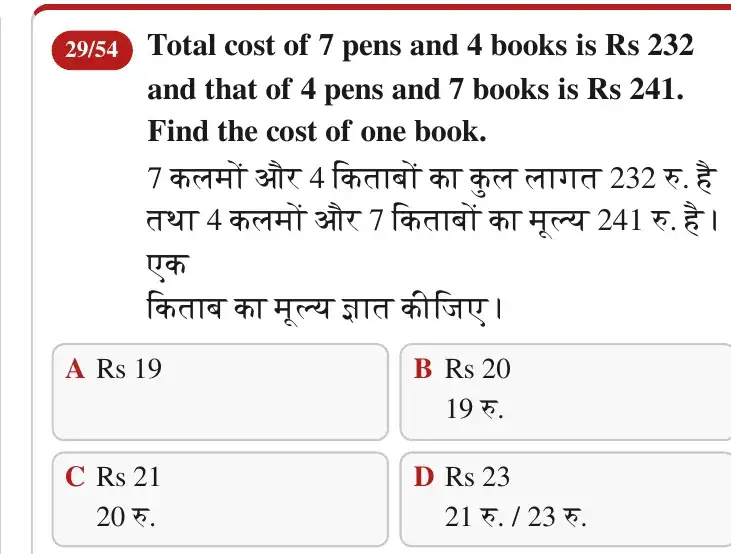 29/54 Total cost of 7 pens and 4 books is Rs 232
and that of 4 pens and 7 books is Rs 241.
Find the cost of one book.
7 कलमों और 4 किताबों का कुल लागत 232 रु. है
तथा 4 कलमों और 7 किताबों का मूल्य 241 रु. है।
एक
किताब का मूल्य ज्ञात कीजिए।
A Rs 19
B Rs 20
19 रु.
C Rs 21
20 रु.
D Rs 23
21 रु. / 23 रु.